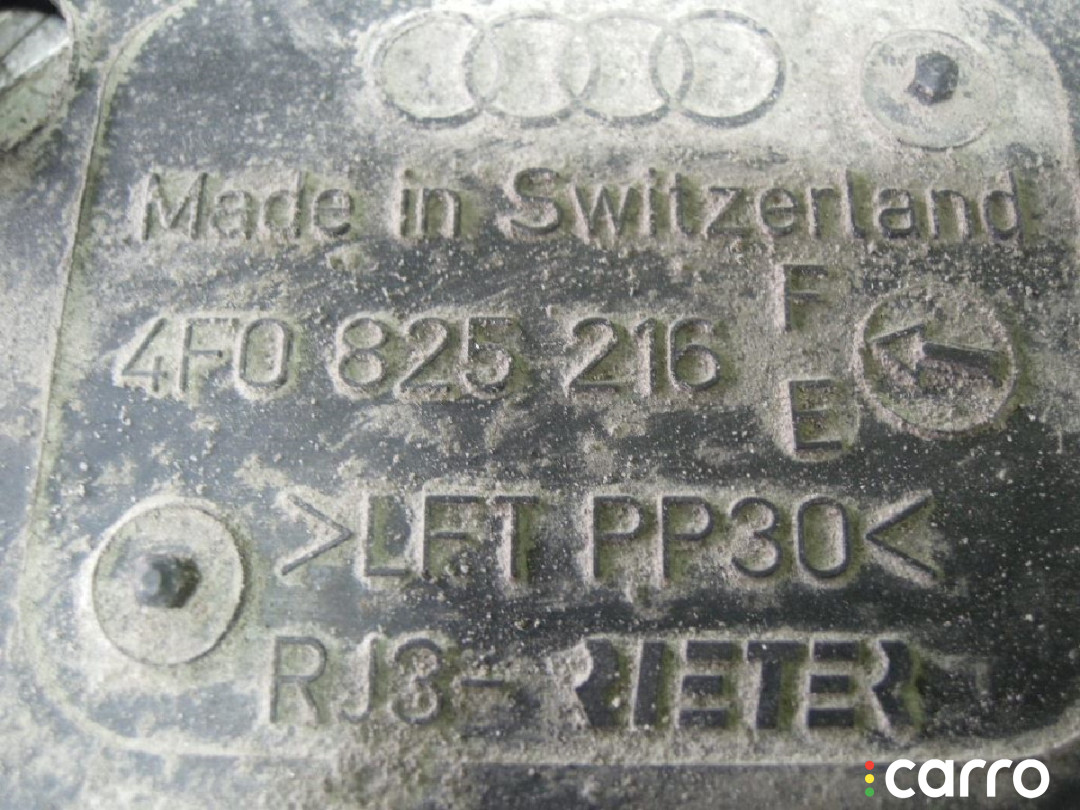 Made in Switzerland
4F0 825 216 F
E
>LFT PP30<
RJ3-RIETER
carro